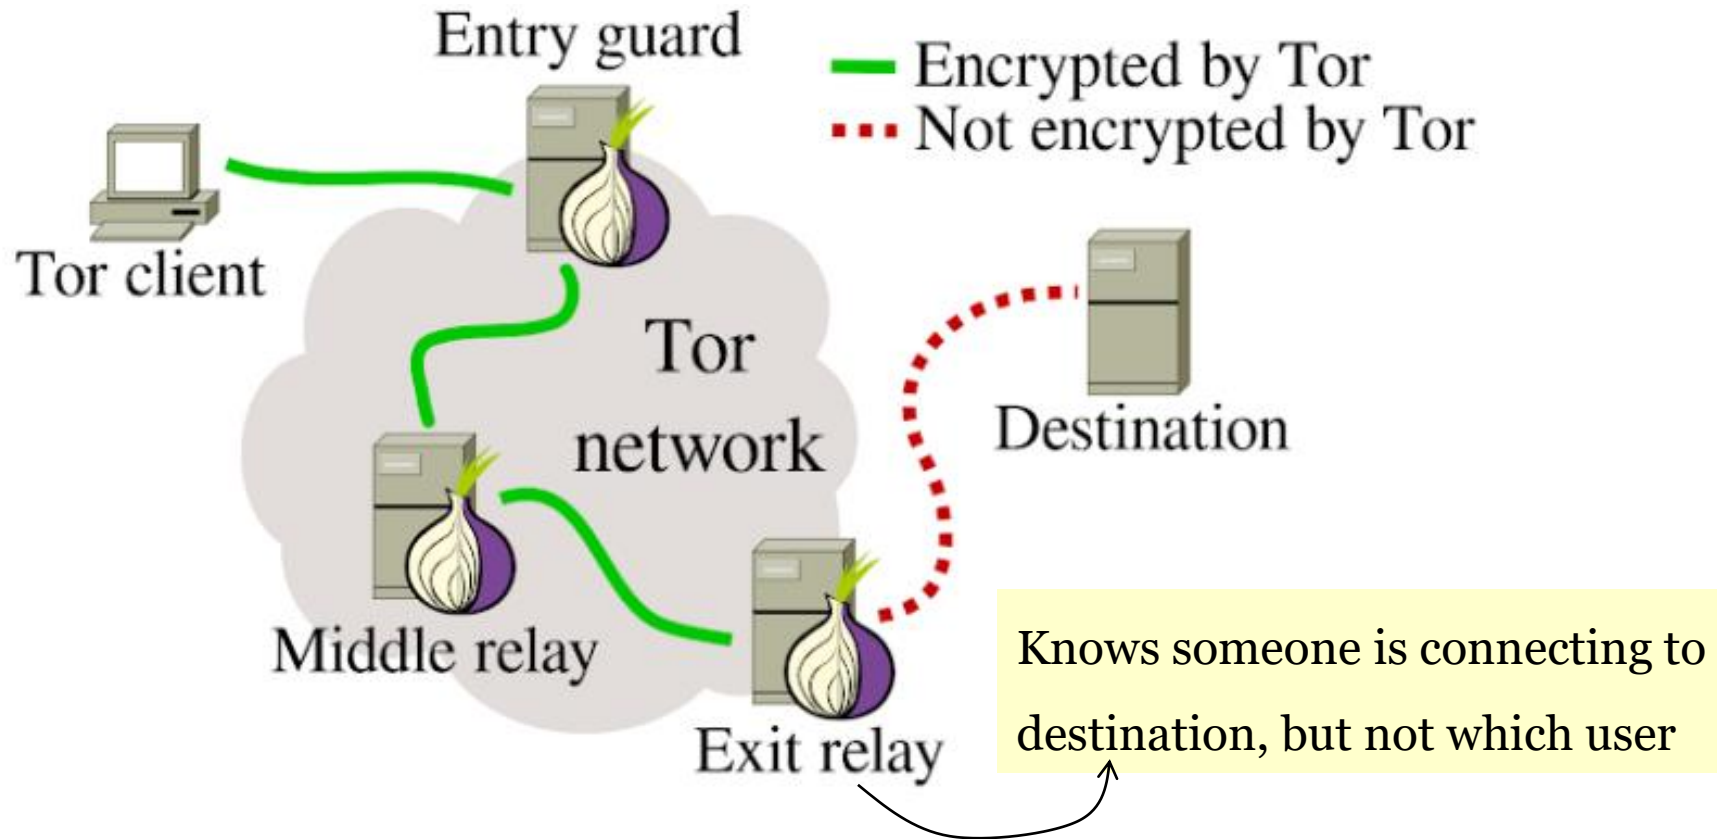 Entry guard
Encrypted by Tor
Not encrypted by Tor
Tor client
Tor
network
Destination
Middle relay
Exit relay
Knows someone is connecting to
destination, but not which user